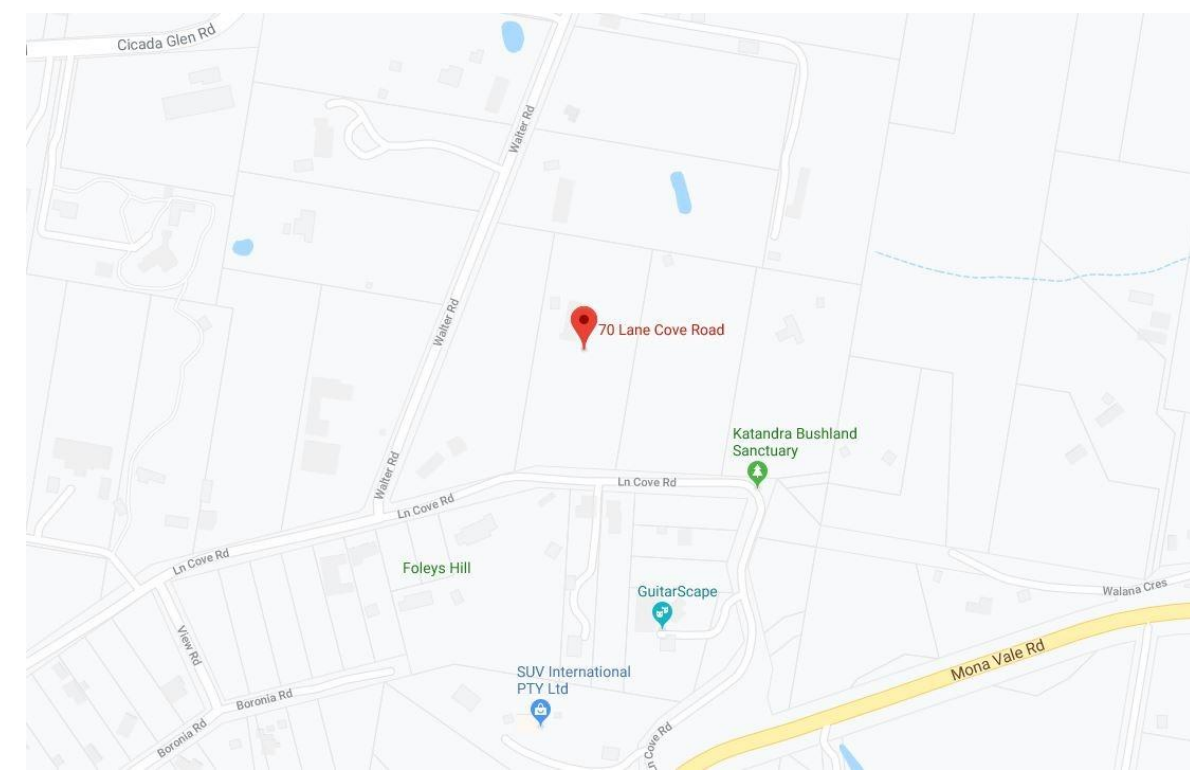 Cicada Glen Rd
Walter Rd
Walter Rd
70 Lane Cove Road
Katandra Bushland
Sanctuary
Walter Rd
Ln Cove Rd
Ln Cove Rd
Ln Cove Rd
Foleys Hill
GuitarScape
Walana Cres
View Rd
Mona Vale Rd
SUV International
PTY Ltd
Boronia Rd
Boronia Rd
Cove Rd